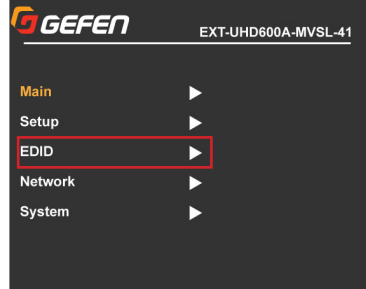 GEFEN
EXT-UHD600A-MVSL-41
Main
Setup
EDID
Network
System